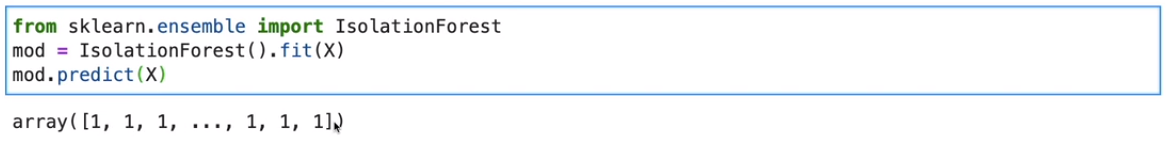 from sklearn.ensemble import IsolationForest
mod = IsolationForest().fit(X)
mod.predict(X)
array([1, 1, 1, ..., 1, 1, 1])